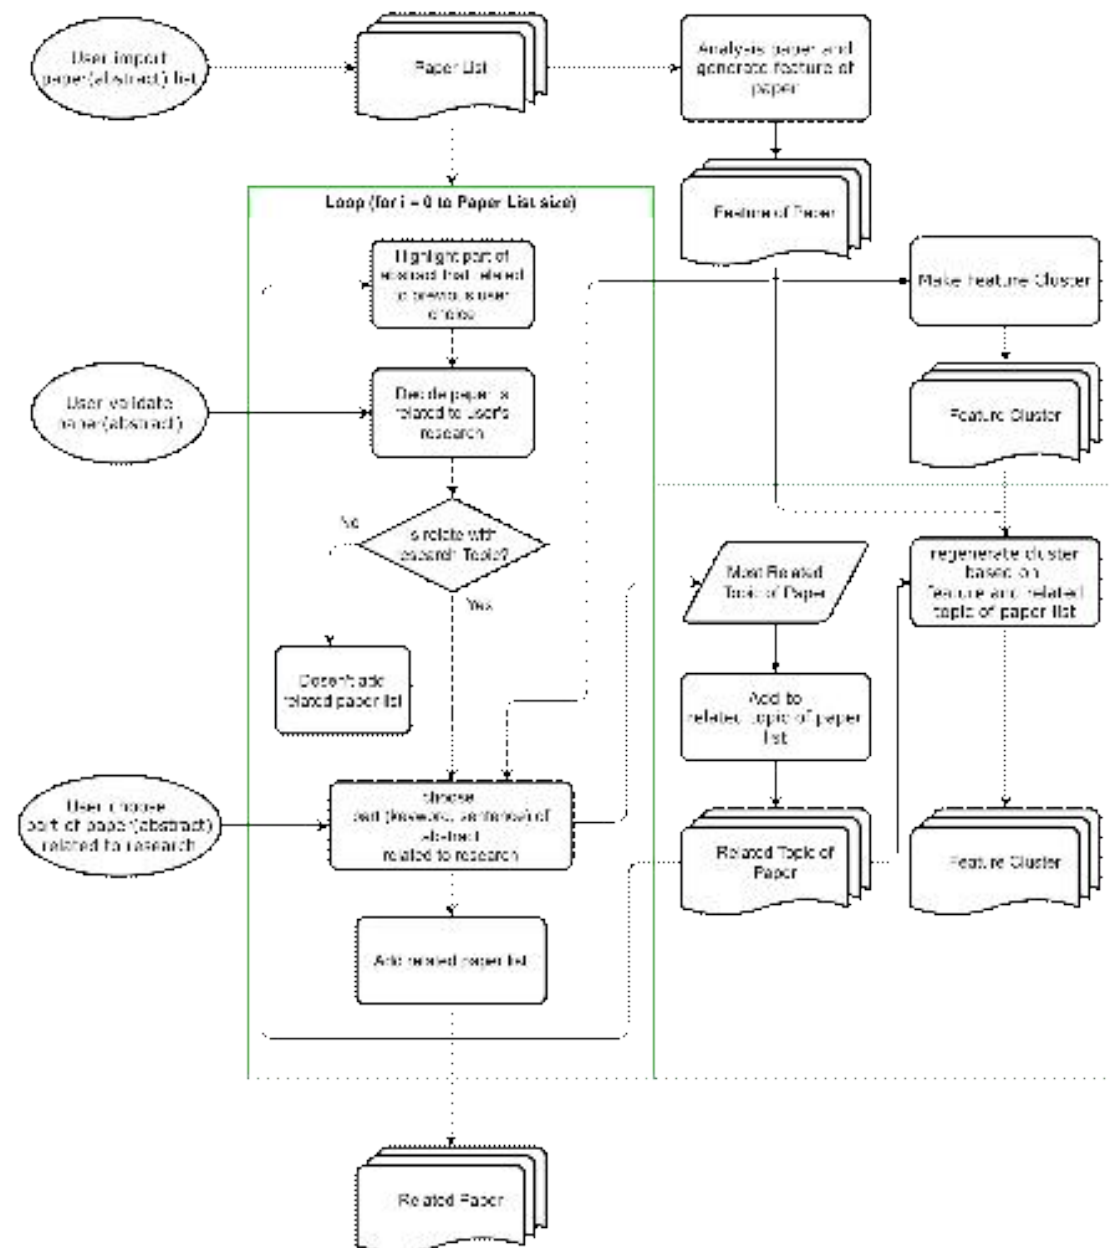 User import
paper(abstract) list
Paper List
Analysis paper and
generate feature of
paper
Feature of Paper
Loop (for i = 0 to Paper List size)
Highlight part of
abstract that related
to previous user
choice
Make Feature Cluster
User validate
paper(abstract)
Decide paper is
related to user's
research
Feature Cluster
No
Is relate with
research Topic?
Yes
Most Related
Topic of Paper
regenerate cluster
based on
feature and related
topic of paper list
Doesn't add
related paper list
Add to
related topic of paper
list
User choose
part of paper(abstract)
related to research
choose
part (keyword, sentence) of
abstract
related to research
Related Topic of
Paper
Feature Cluster
Add related paper list
Related Paper